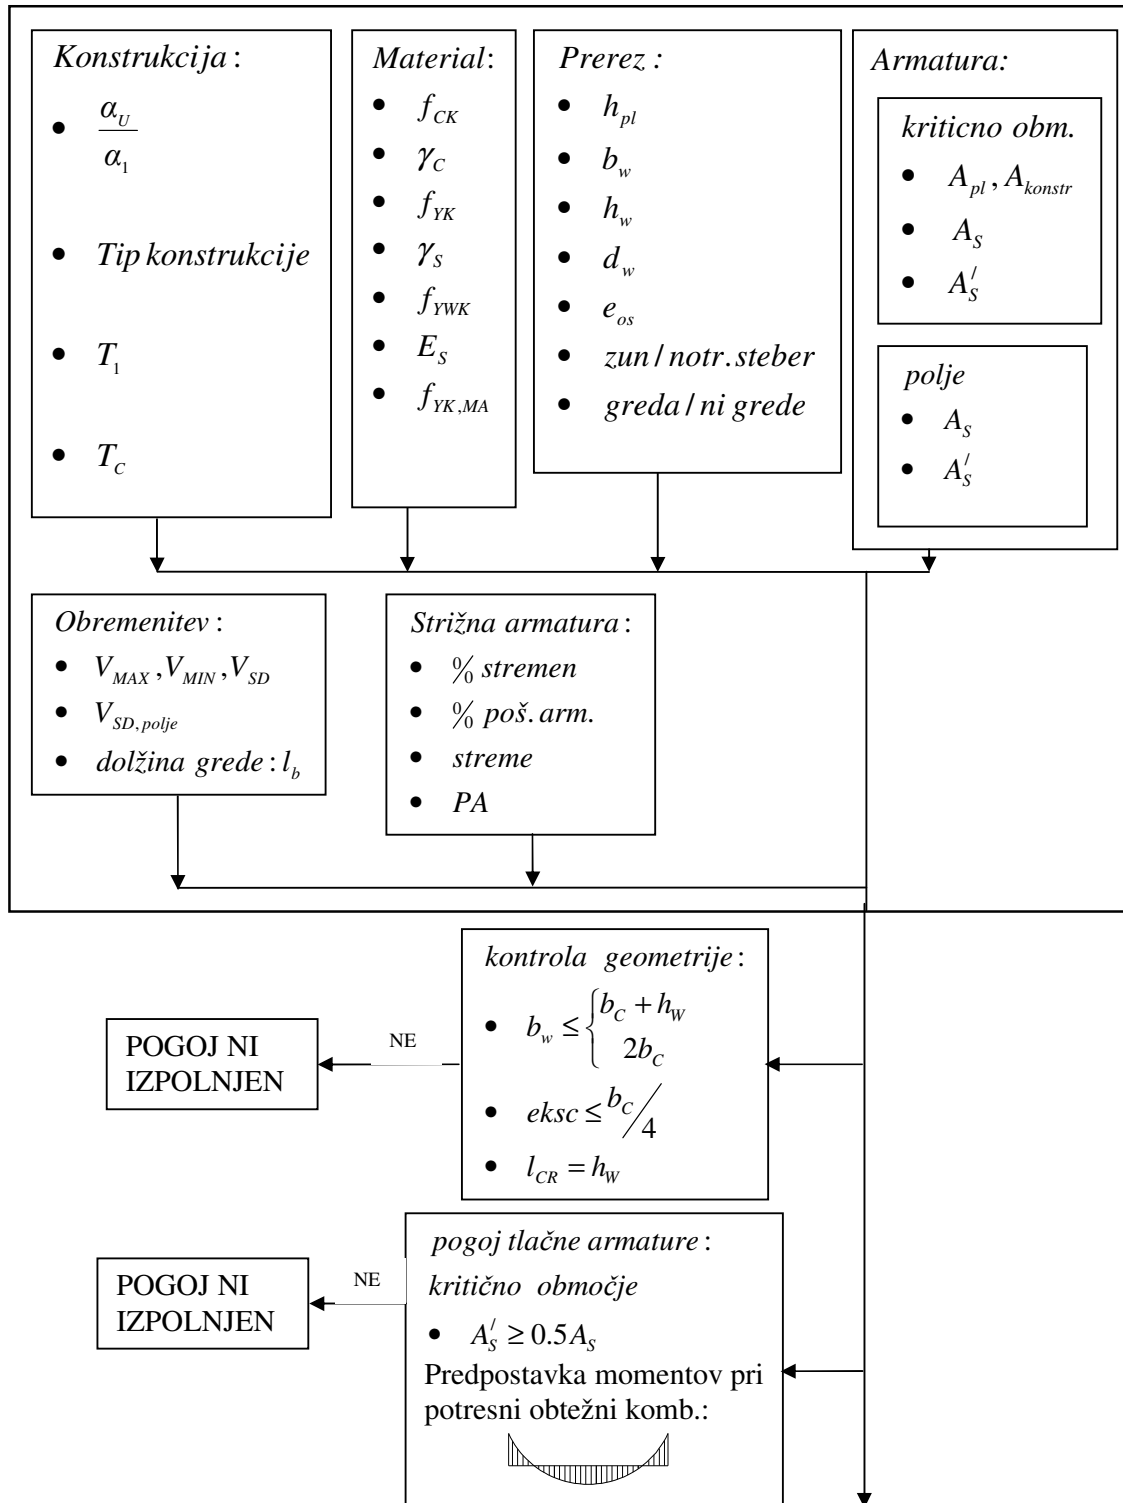 Konstrukcija :
• α_U / α_1
• Tip konstrukcije
• T_1
• T_C
Material:
• f_CK
• γ_C
• f_YK
• γ_S
• f_YWK
• E_S
• f_YK,MA
Prerez :
• h_pl
• b_w
• h_w
• d_w
• e_os
• zun / notr. steber
• greda / ni grede
Armatura:
kriticno obm.
• A_pl , A_konstr
• A_S
• A_S^/
polje
• A_S
• A_S^/
Obremenitev :
• V_MAX , V_MIN , V_SD
• V_SD,polje
• dolžina grede : l_b
Strižna armatura :
• % stremen
• % poš. arm.
• streme
• PA
kontrola geometrije :
• b_w ≤ { b_C + h_W
2b_C
• eksc ≤ b_C / 4
• l_CR = h_W
NE
POGOJ NI
IZPOLNJEN
pogoj tlačne armature :
kritično območje
• A_S^/ ≥ 0.5 A_S
Predpostavka momentov pri
potresni obtežni komb.:
NE
POGOJ NI
IZPOLNJEN